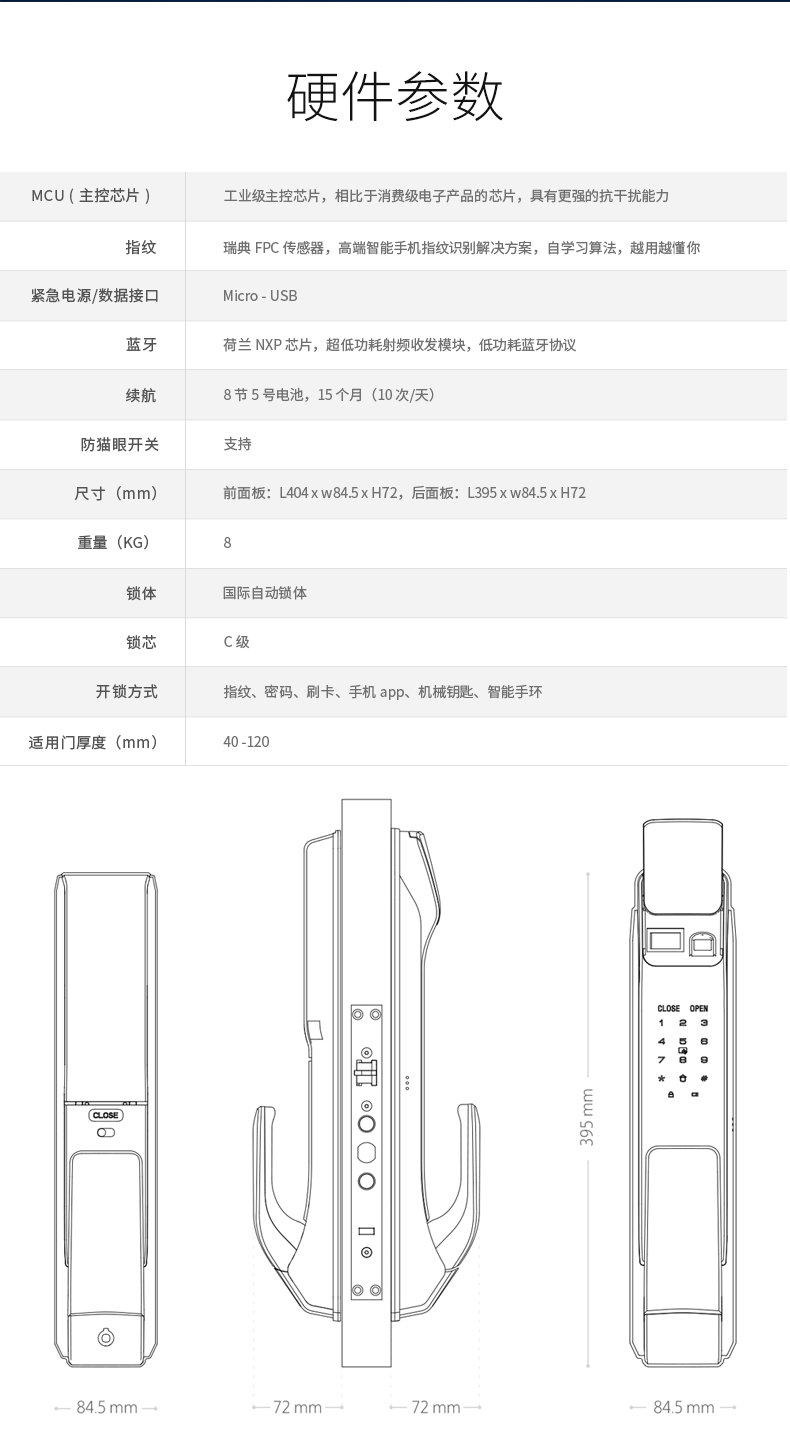 硬件参数
MCU ( 主控芯片 ) 工业级主控芯片，相比于消费级电子产品的芯片，具有更强的抗干扰能力
指纹 瑞典 FPC 传感器，高端智能手机指纹识别解决方案，自学习算法，越用越懂你
紧急电源/数据接口 Micro - USB
蓝牙 荷兰 NXP 芯片，超低功耗射频收发模块，低功耗蓝牙协议
续航 8 节 5 号电池，15 个月（10 次/天）
防猫眼开关 支持
尺寸（mm） 前面板：L404 x w84.5 x H72，后面板：L395 x w84.5 x H72
重量（KG） 8
锁体 国际自动锁体
锁芯 C 级
开锁方式 指纹、密码、刷卡、手机 app、机械钥匙、智能手环
适用门厚度（mm） 40 -120
CLOSE OPEN
1 2 3
4 5 6
7 8 9
* 0 #
CLOSE
395 mm
84.5 mm 72 mm 72 mm 84.5 mm